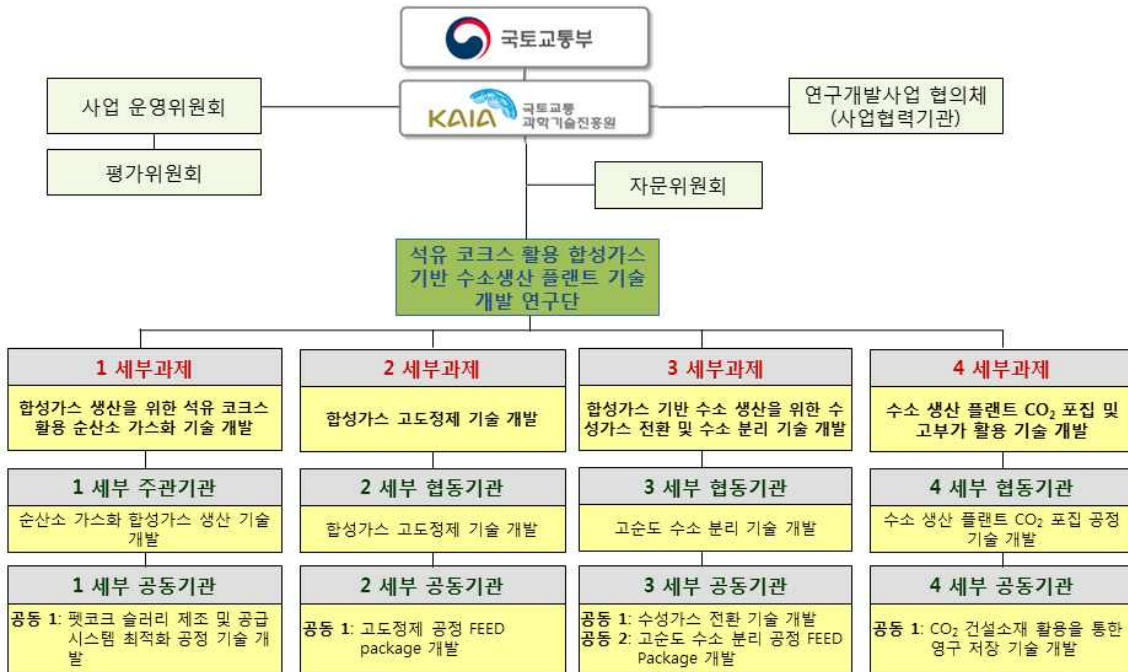 국토교통부
사업 운영위원회
KAIA 국토교통
과학기술진흥원
연구개발사업 협의체
(사업협력기관)
평가위원회
자문위원회
석유 코크스 활용 합성가스
기반 수소생산 플랜트 기술
개발 연구단
1 세부과제
합성가스 생산을 위한 석유 코크스
활용 순산소 가스화 기술 개발
1 세부 주관기관
순산소 가스화 합성가스 생산 기술
개발
1 세부 공동기관
공동 1: 펫코크 슬러리 제조 및 공급
시스템 최적화 공정 기술 개
발
2 세부과제
합성가스 고도정제 기술 개발
2 세부 협동기관
합성가스 고도정제 기술 개발
2 세부 공동기관
공동 1: 고도정제 공정 FEED
package 개발
3 세부과제
합성가스 기반 수소 생산을 위한 수
성가스 전환 및 수소 분리 기술 개발
3 세부 협동기관
고순도 수소 분리 기술 개발
3 세부 공동기관
공동 1: 수성가스 전환 기술 개발
공동 2: 고순도 수소 분리 공정 FEED
Package 개발
4 세부과제
수소 생산 플랜트 CO₂ 포집 및
고부가 활용 기술 개발
4 세부 협동기관
수소 생산 플랜트 CO₂ 포집 공정
기술 개발
4 세부 공동기관
공동 1: CO₂ 건설소재 활용을 통한
영구 저장 기술 개발